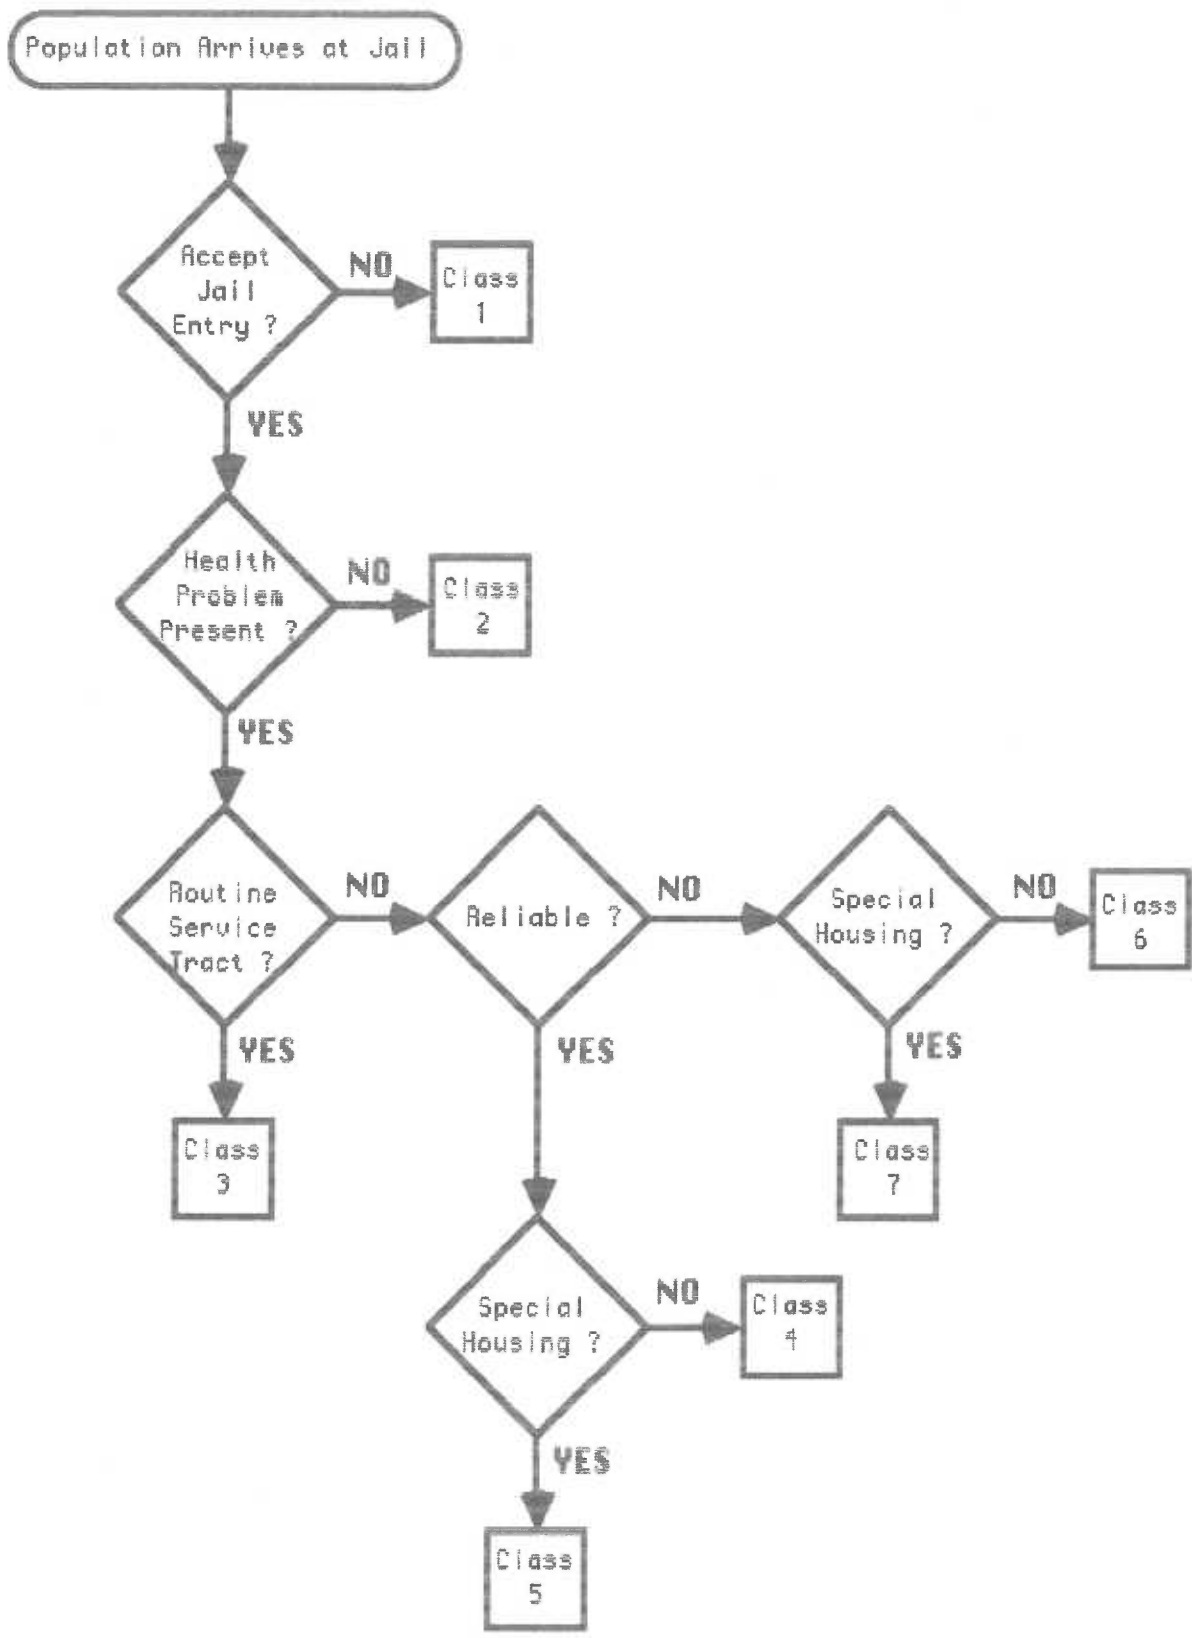 Population Arrives at Jail
Accept
Jail
Entry ?
NO
Class
1
YES
Health
Problem
Present ?
NO
Class
2
YES
Routine
Service
Tract ?
NO
Reliable ?
NO
Special
Housing ?
NO
Class
6
YES
YES
YES
Class
3
Class
7
Special
Housing ?
NO
Class
4
YES
Class
5